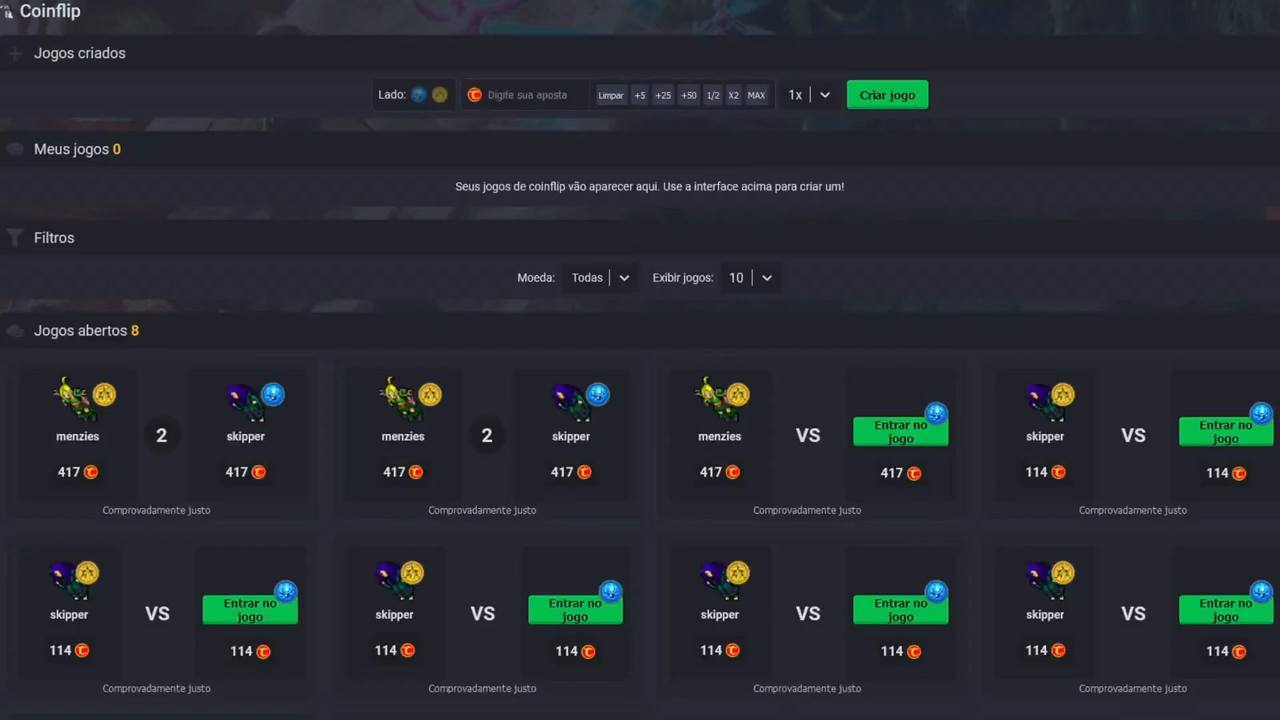 Coinflip
Jogos criados
Lado: Digite sua aposta Limpar +5 +25 +50 1/2 X2 MAX 1x Criar jogo
Meus jogos 0
Seus jogos de coinflip vão aparecer aqui. Use a interface acima para criar um!
Filtros
Moeda: Todas Exibir jogos: 10
Jogos abertos 8
menzies 2 skipper
417 417
Comprovadamente justo
menzies 2 skipper
417 417
Comprovadamente justo
menzies VS Entrar no
jogo
417 417
Comprovadamente justo
skipper VS Entrar no
jogo
114 114
Comprovadamente justo
skipper VS Entrar no
jogo
114 114
Comprovadamente justo
skipper VS Entrar no
jogo
114 114
Comprovadamente justo
skipper VS Entrar no
jogo
114 114
Comprovadamente justo
skipper VS Entrar no
jogo
114 114
Comprovadamente justo